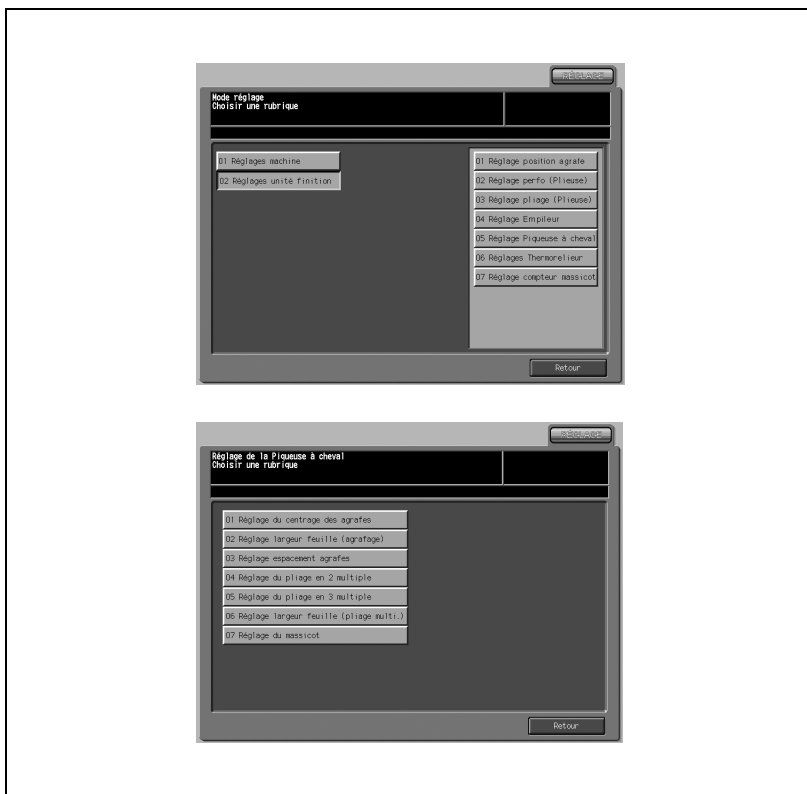 RÉGLAGE
Mode réglage
Choisir une rubrique
01 Réglages machine
02 Réglages unité finition
01 Réglage position agrafe
02 Réglage perfo (Plieuse)
03 Réglage pliage (Plieuse)
04 Réglage Empileur
05 Réglage Piqueuse à cheval
06 Réglages Thermorelieur
07 Réglage compteur massicot
Retour
RÉGLAGE
Réglage de la Piqueuse à cheval
Choisir une rubrique
01 Réglage du centrage des agrafes
02 Réglage largeur feuille (agrafage)
03 Réglage espacement agrafes
04 Réglage du pliage en 2 multiple
05 Réglage du pliage en 3 multiple
06 Réglage largeur feuille (pliage multi.)
07 Réglage du massicot
Retour